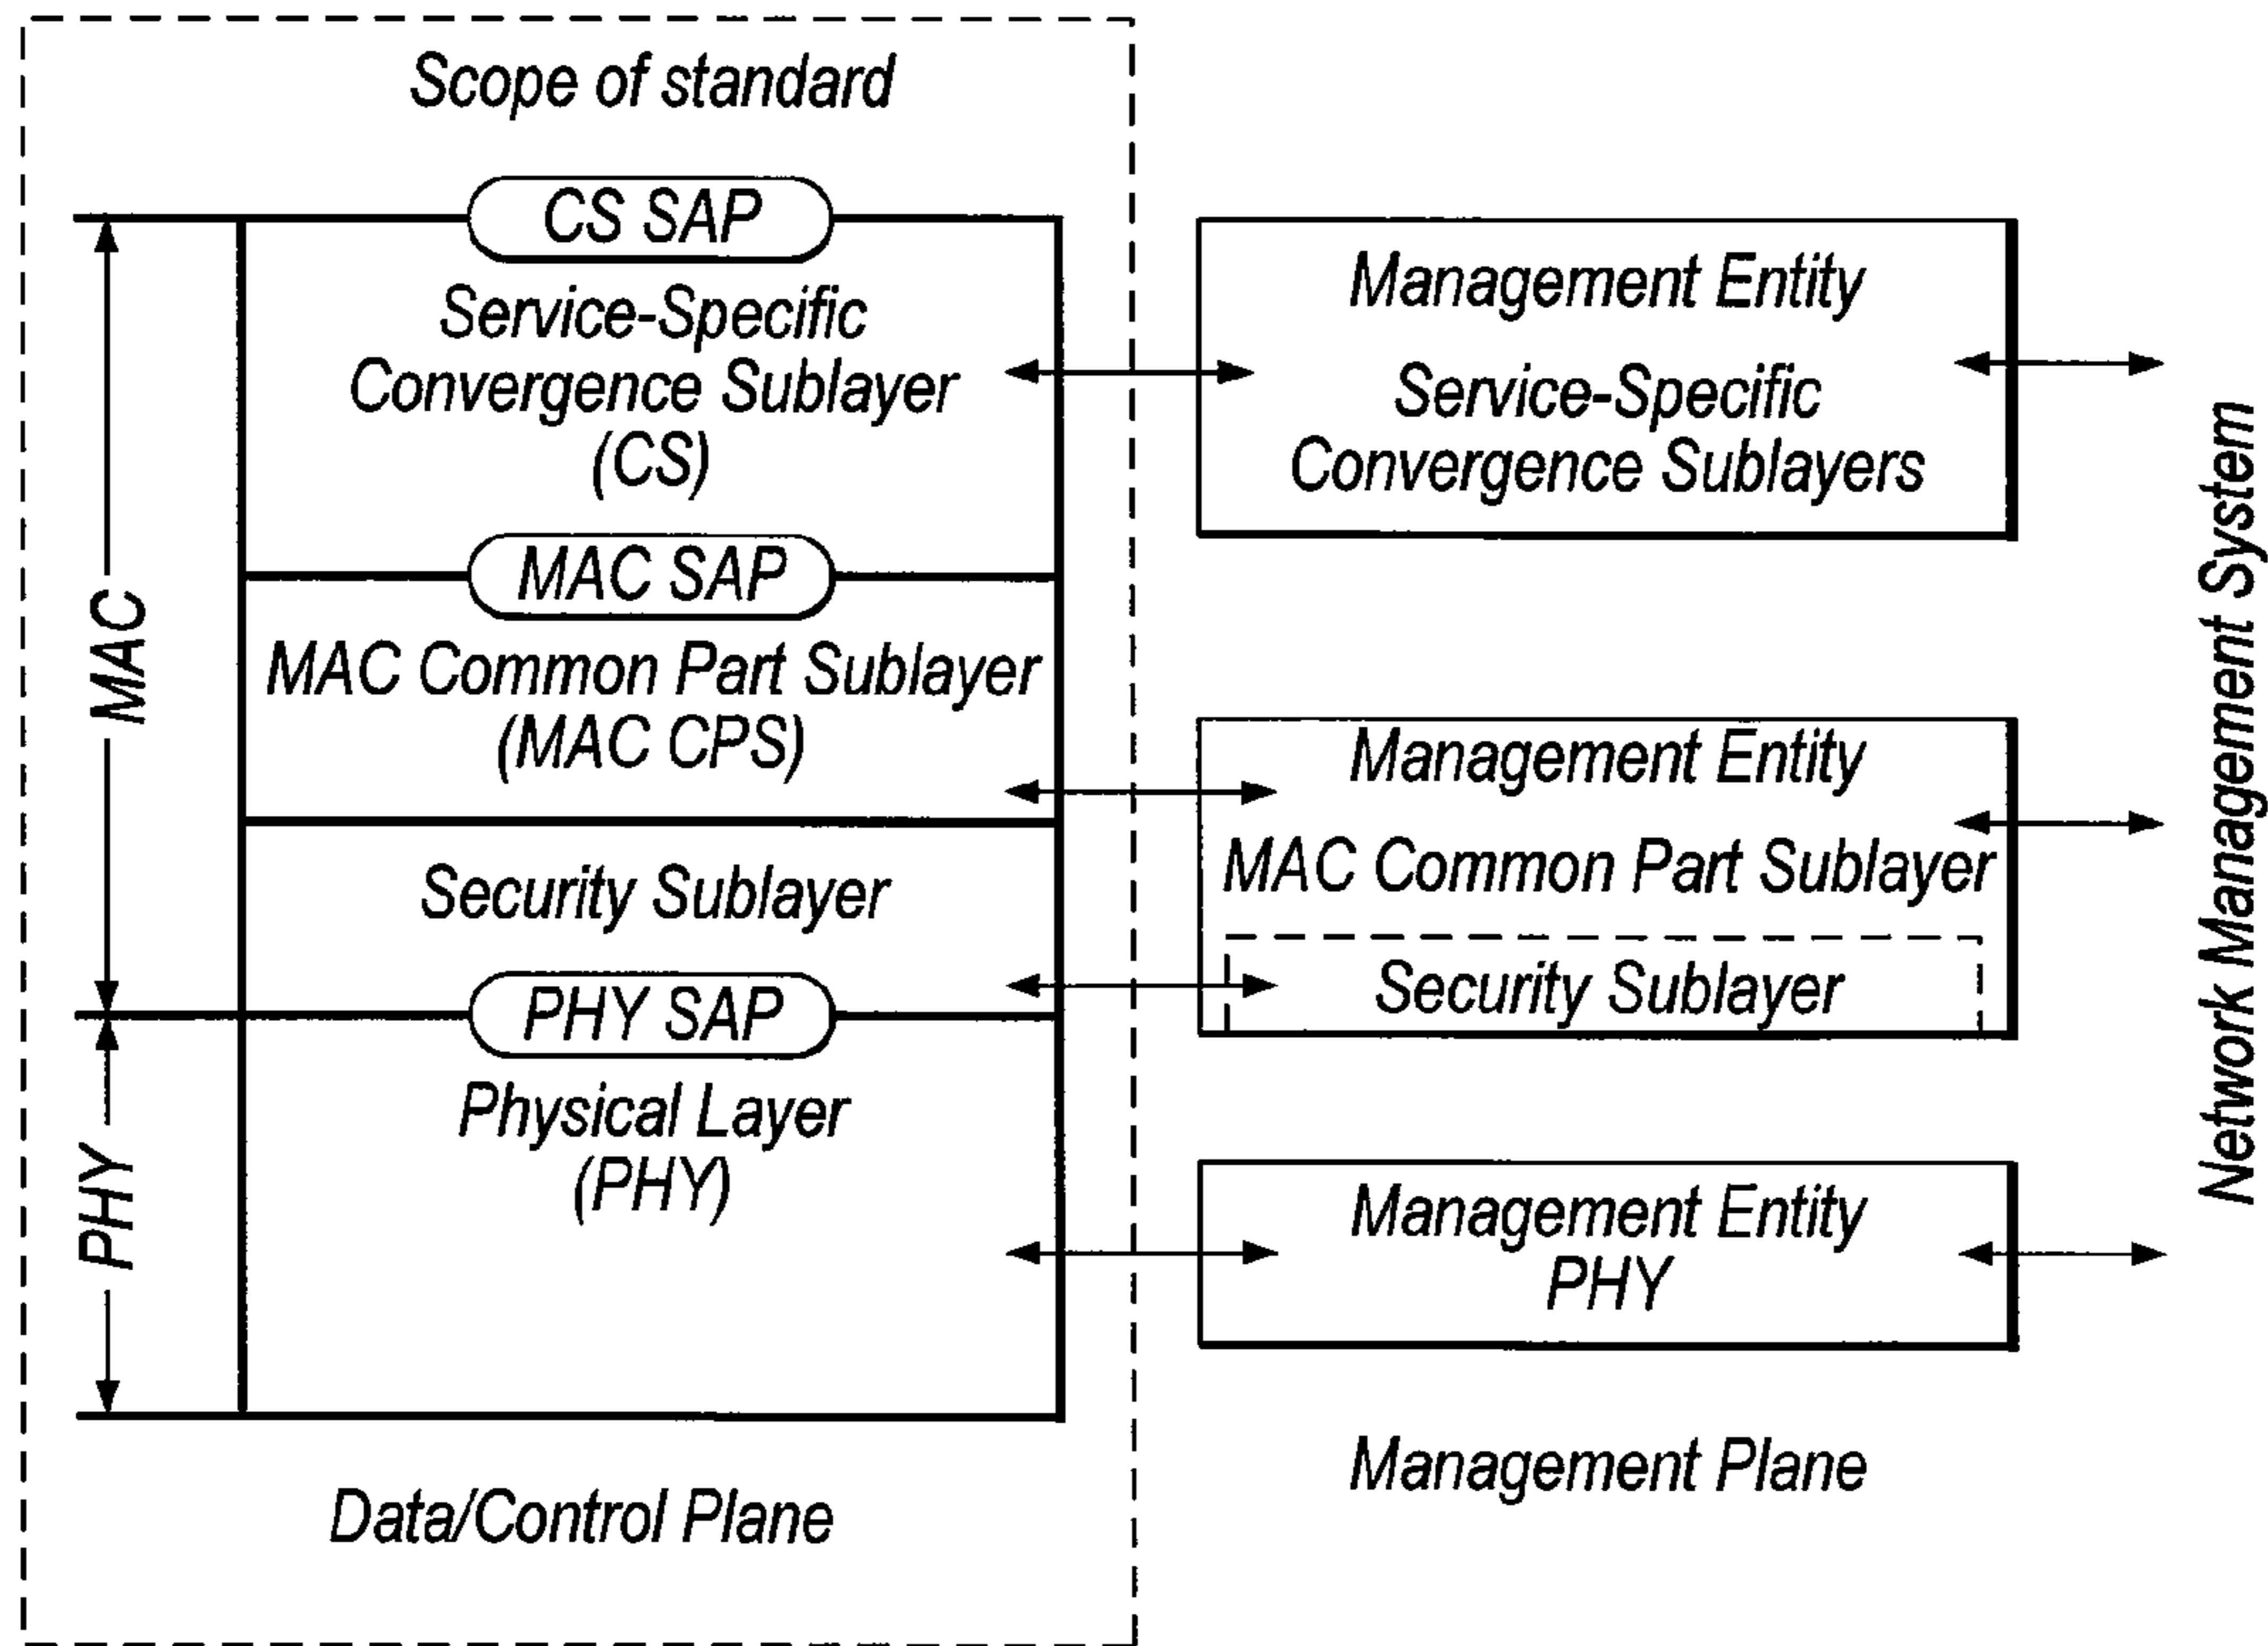 Scope of standard
CS SAP
Service-Specific
Convergence Sublayer
(CS)
MAC SAP
MAC Common Part Sublayer
(MAC CPS)
Security Sublayer
PHY SAP
Physical Layer
(PHY)
MAC
PHY
Data/Control Plane
Management Entity
Service-Specific
Convergence Sublayers
Management Entity
MAC Common Part Sublayer
Security Sublayer
Management Entity
PHY
Management Plane
Network Management System